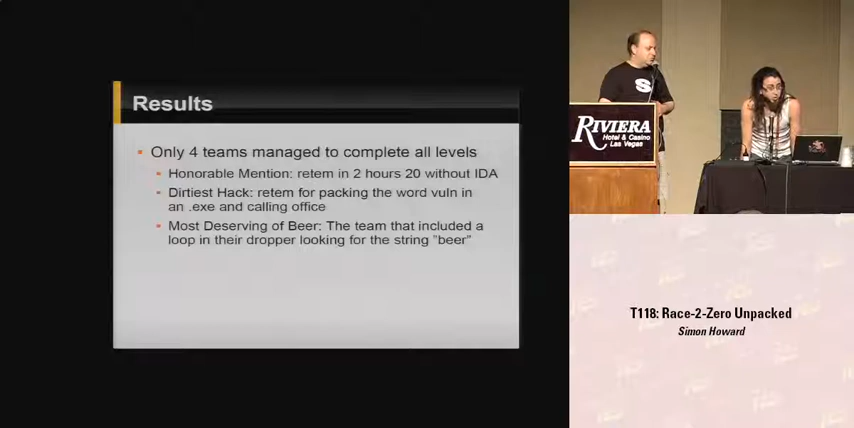 Results
Only 4 teams managed to complete all levels
Honorable Mention: retem in 2 hours 20 without IDA
Dirtiest Hack: retem for packing the word vuln in
an .exe and calling office
Most Deserving of Beer: The team that included a
loop in their dropper looking for the string "beer"
S
RIVIERA
Hotel & Casino
Las Vegas
T118: Race-2-Zero Unpacked
Simon Howard